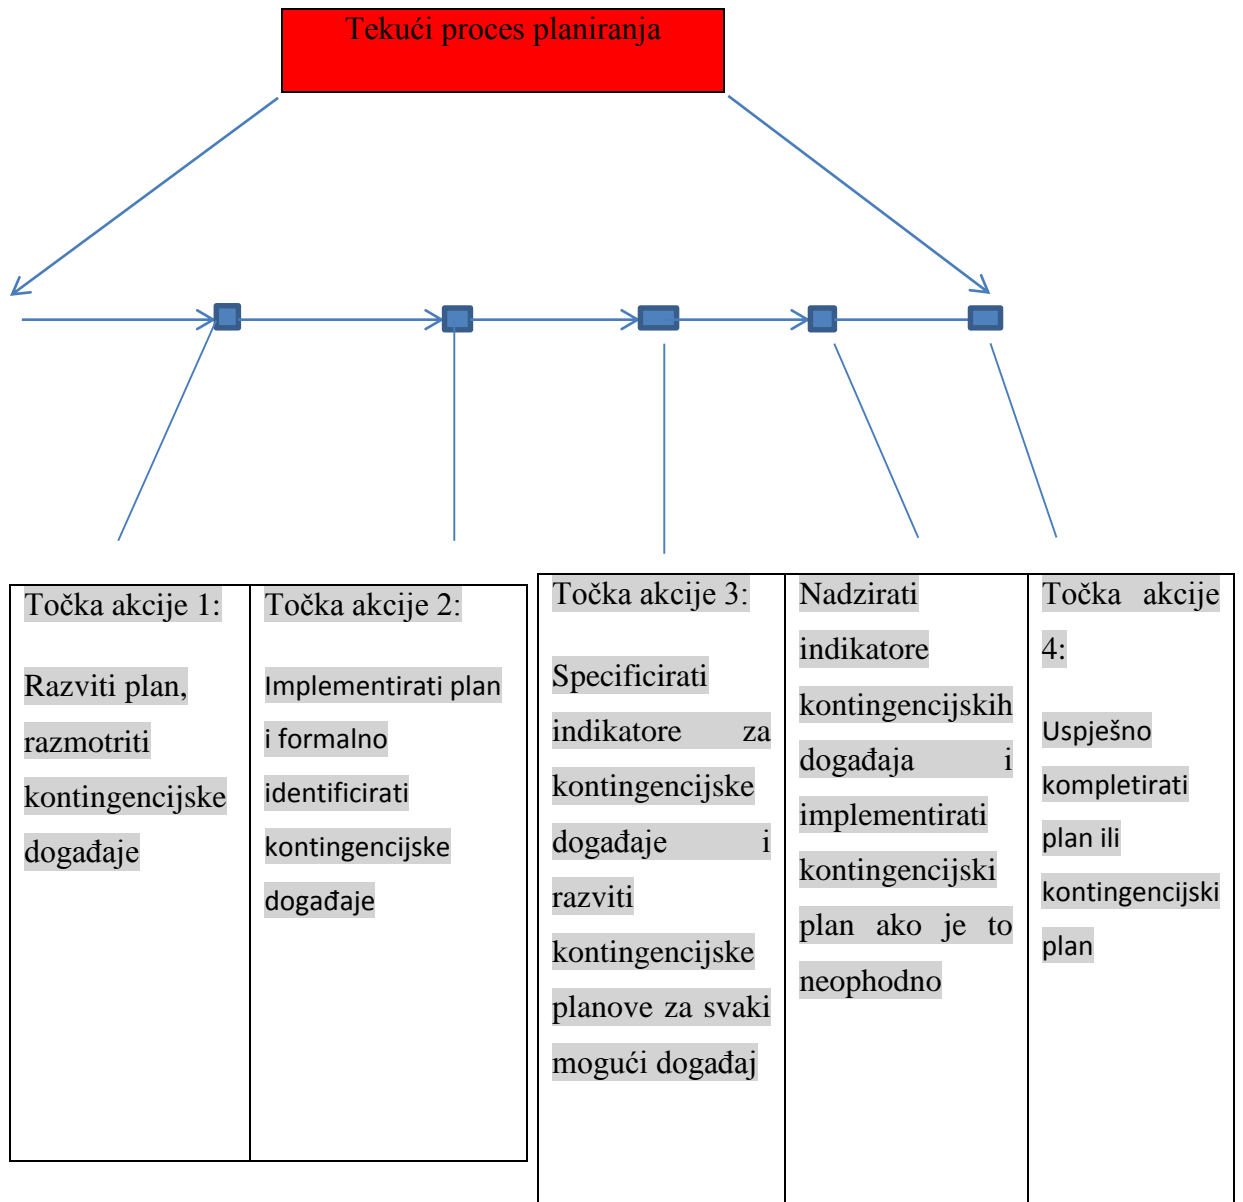 Tekući proces planiranja
Točka akcije 1:
Razviti plan,
razmotriti
kontingencijske
događaje
Točka akcije 2:
Implementirati plan
i formalno
identificirati
kontingencijske
događaje
Točka akcije 3:
Specificirati
indikatore za
kontingencijske
događaje i
razviti
kontingencijske
planove za svaki
mogući događaj
Nadzirati
indikatore
kontingencijskih
događaja i
implementirati
kontingencijski
plan ako je to
neophodno
Točka akcije
4:
Uspješno
kompletirati
plan ili
kontingencijski
plan